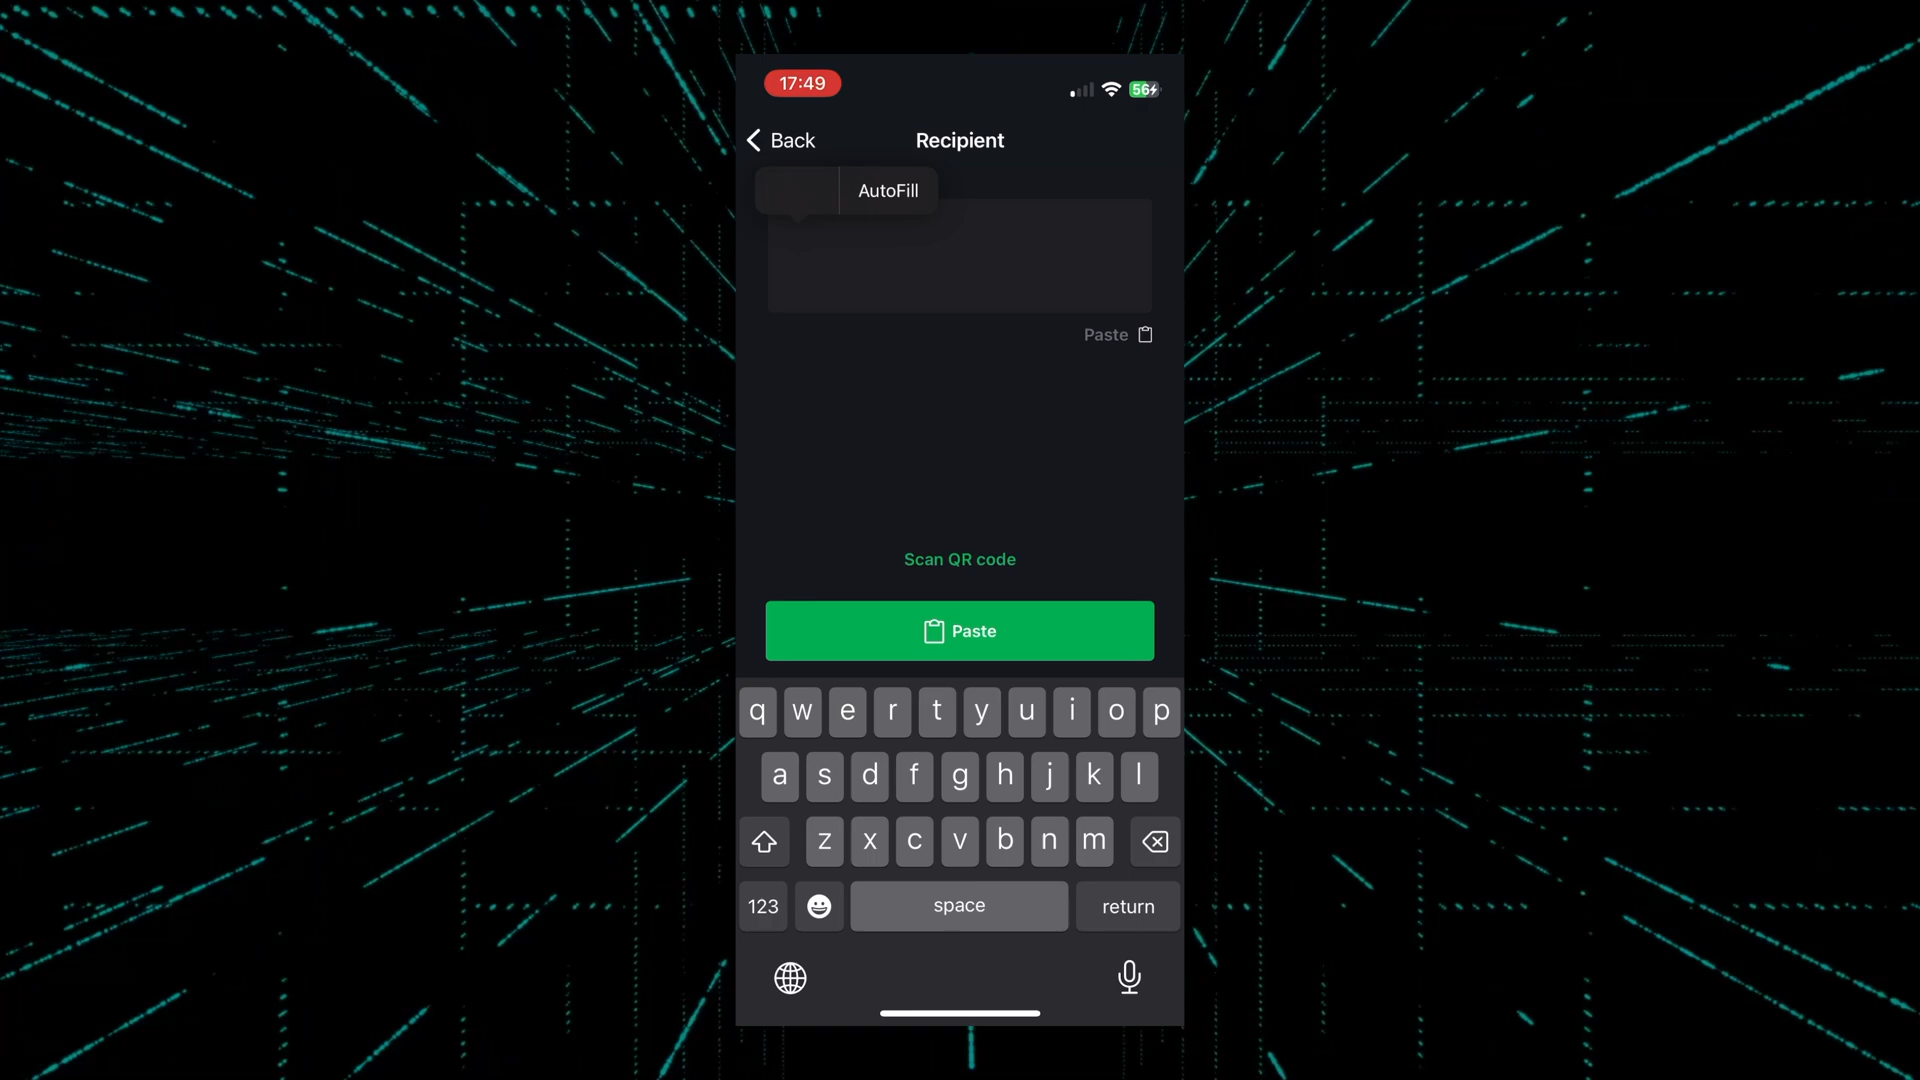 17:49
56
Back
Recipient
AutoFill
Paste
Scan QR code
Paste
q w e r t y u i o p
a s d f g h j k l
z x c v b n m
123 space return